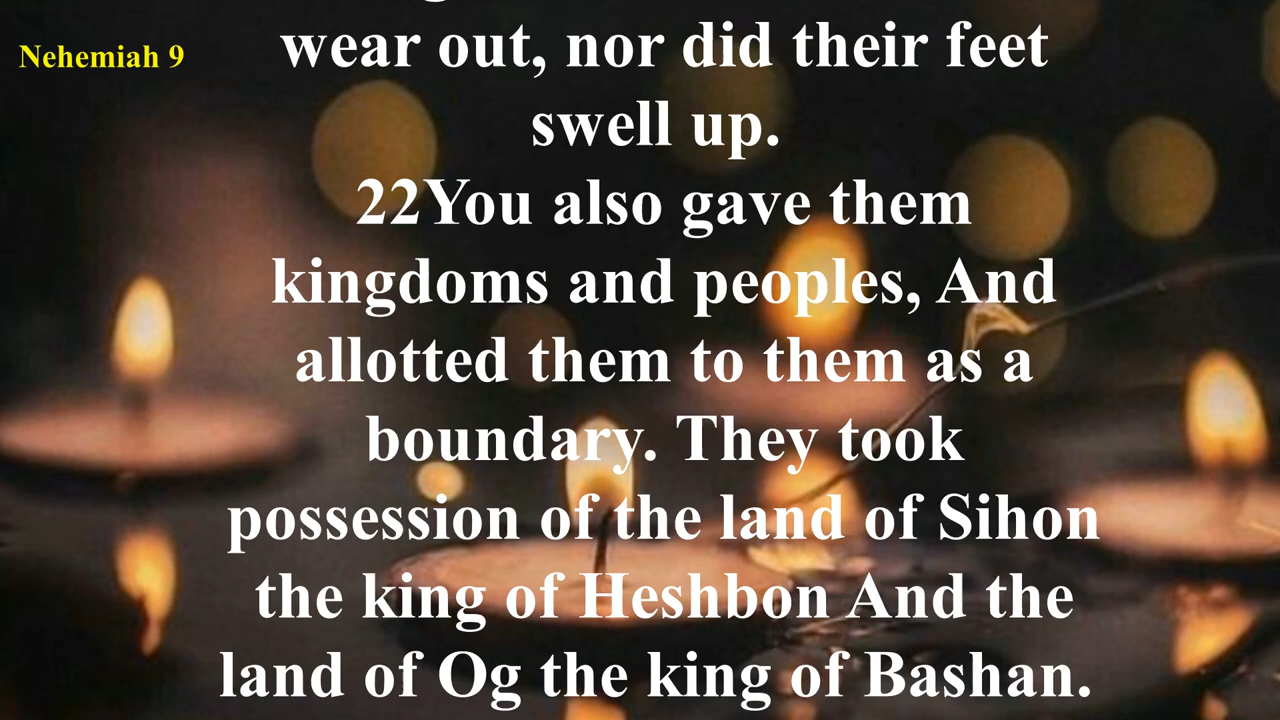 Nehemiah 9
wear out, nor did their feet
swell up.
22You also gave them
kingdoms and peoples, And
allotted them to them as a
boundary. They took
possession of the land of Sihon
the king of Heshbon And the
land of Og the king of Bashan.